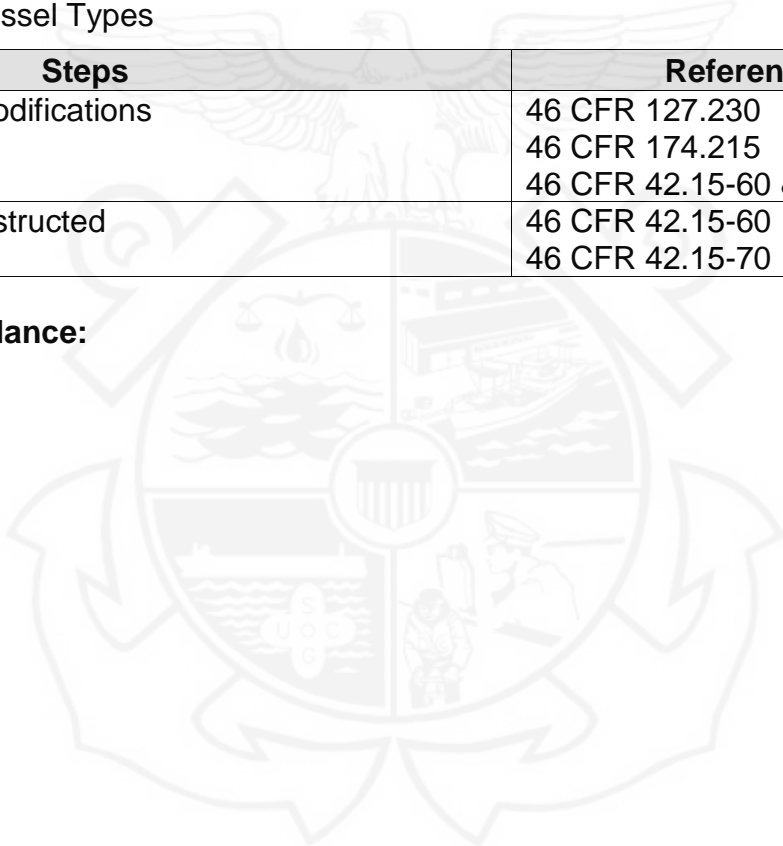 ssel Types
Steps
Referen
odifications
46 CFR 127.230
46 CFR 174.215
46 CFR 42.15-60
structed
46 CFR 42.15-60
46 CFR 42.15-70
lance:
S
U O C
G